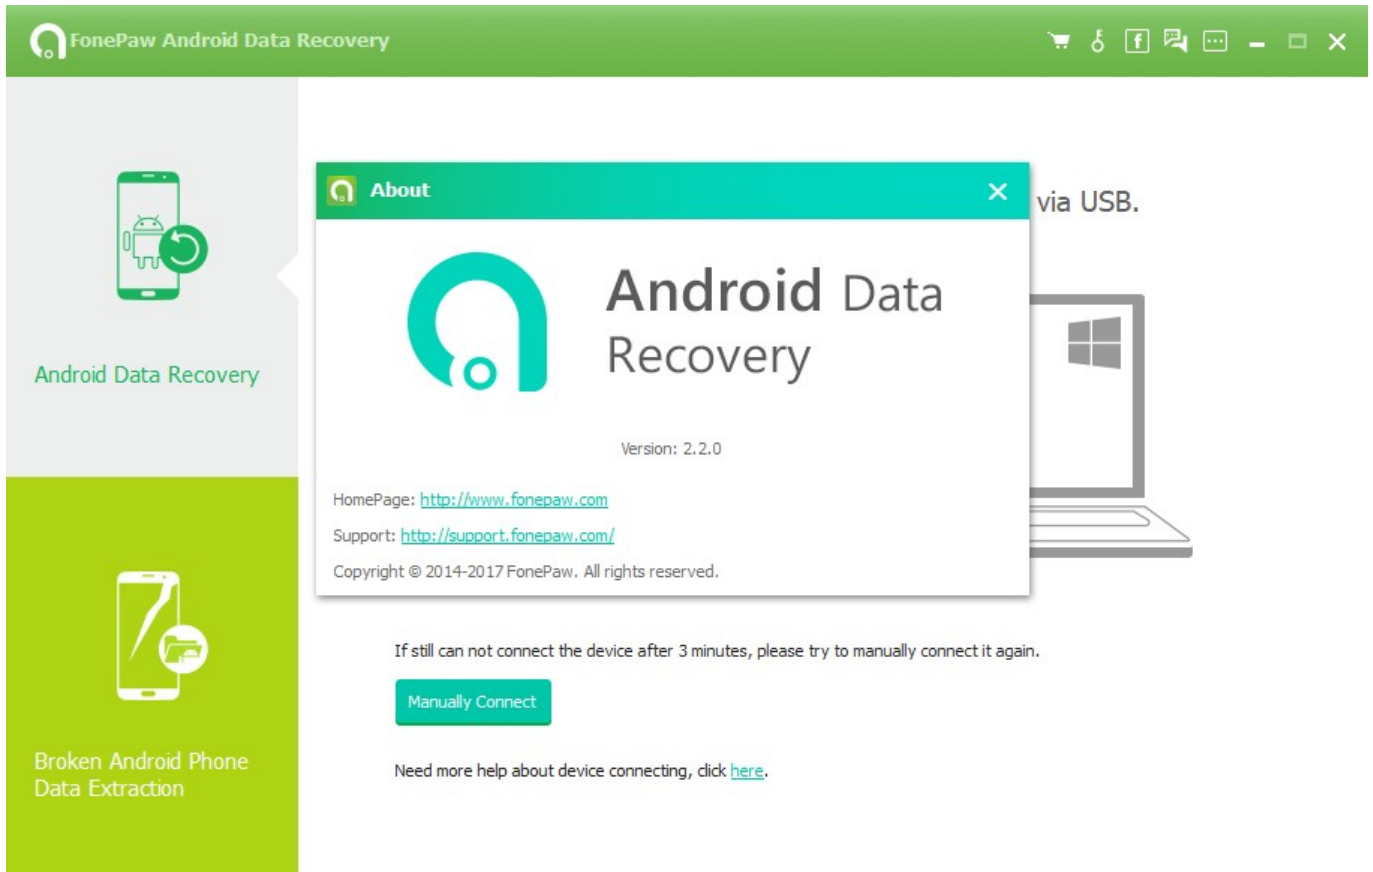 FonePaw Android Data Recovery
via USB.
About
Android Data
Recovery
Version: 2.2.0
HomePage: http://www.fonepaw.com
Support: http://support.fonepaw.com/
Copyright © 2014-2017 FonePaw. All rights reserved.
Android Data Recovery
If still can not connect the device after 3 minutes, please try to manually connect it again.
Manually Connect
Need more help about device connecting, click here.
Broken Android Phone
Data Extraction